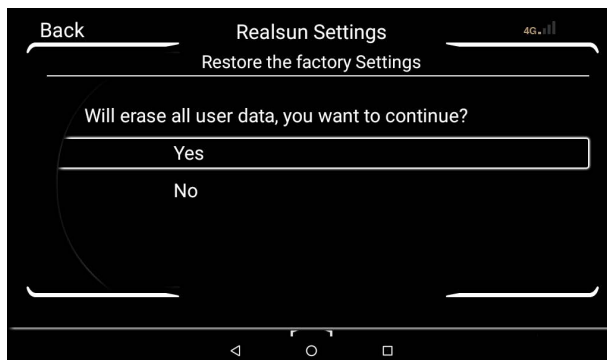 Back
Realsun Settings
4G
Restore the factory Settings
Will erase all user data, you want to continue?
Yes
No